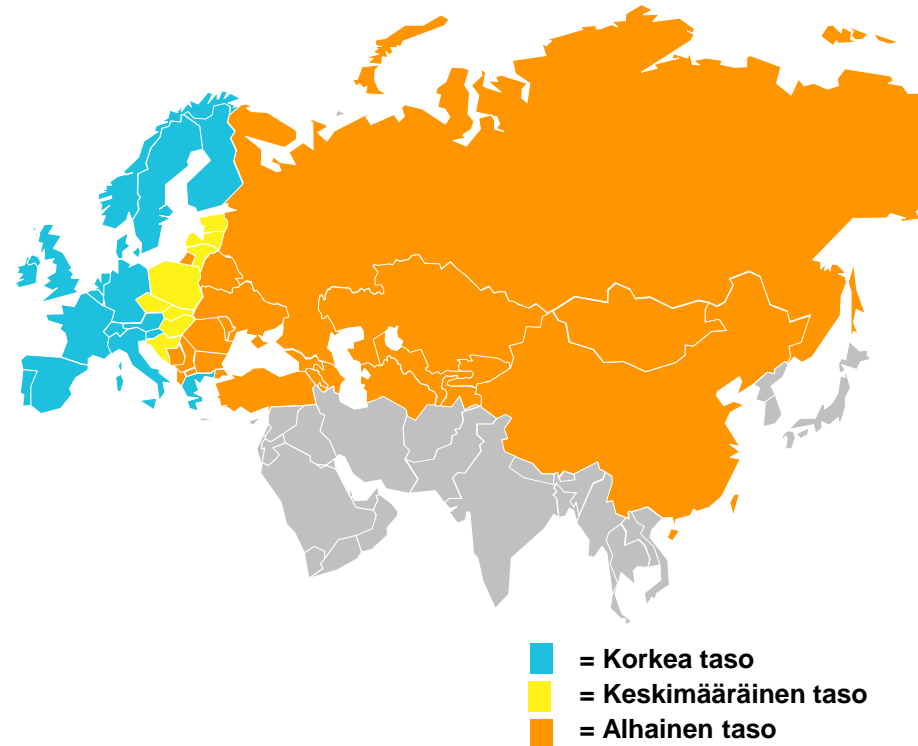 = Korkea taso
= Keskimääräinen taso
= Alhainen taso